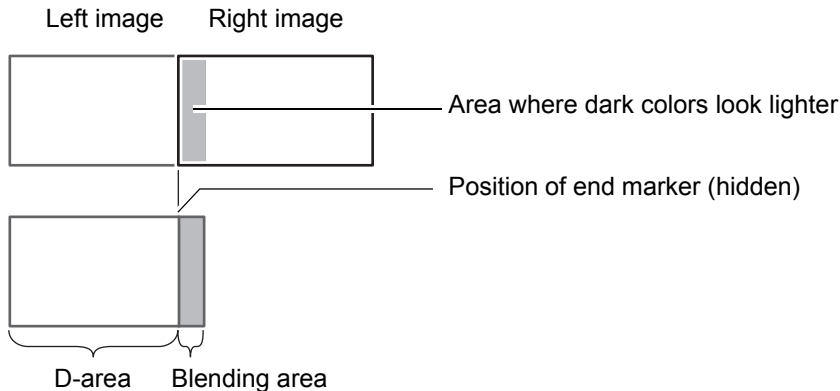 Left image
Right image
Area where dark colors look lighter
Position of end marker (hidden)
D-area
Blending area